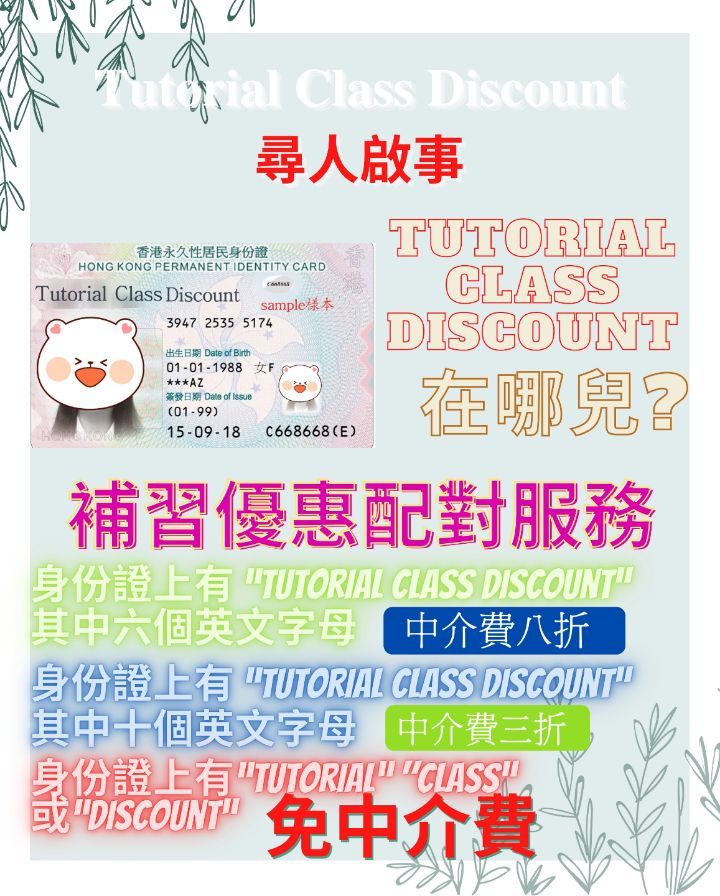 Tutorial Class Discount
尋人啟事
香港永久性居民身份證
HONG KONG PERMANENT IDENTITY CARD
香港
Tutorial Class Discount
C668668
sample樣本
3947 2535 5174
出生日期 Date of Birth
01-01-1988 女F
***AZ
簽發日期 Date of Issue
(01-99)
15-09-18 C668668(E)
HONG KONG
TUTORIAL
CLASS
DISCOUNT
在哪兒?
補習優惠配對服務
身份證上有 "TUTORIAL CLASS DISCOUNT"
其中六個英文字母 中介費八折
身份證上有 "TUTORIAL CLASS DISCOUNT"
其中十個英文字母 中介費三折
身份證上有"TUTORIAL" "CLASS"
或"DISCOUNT" 免中介費